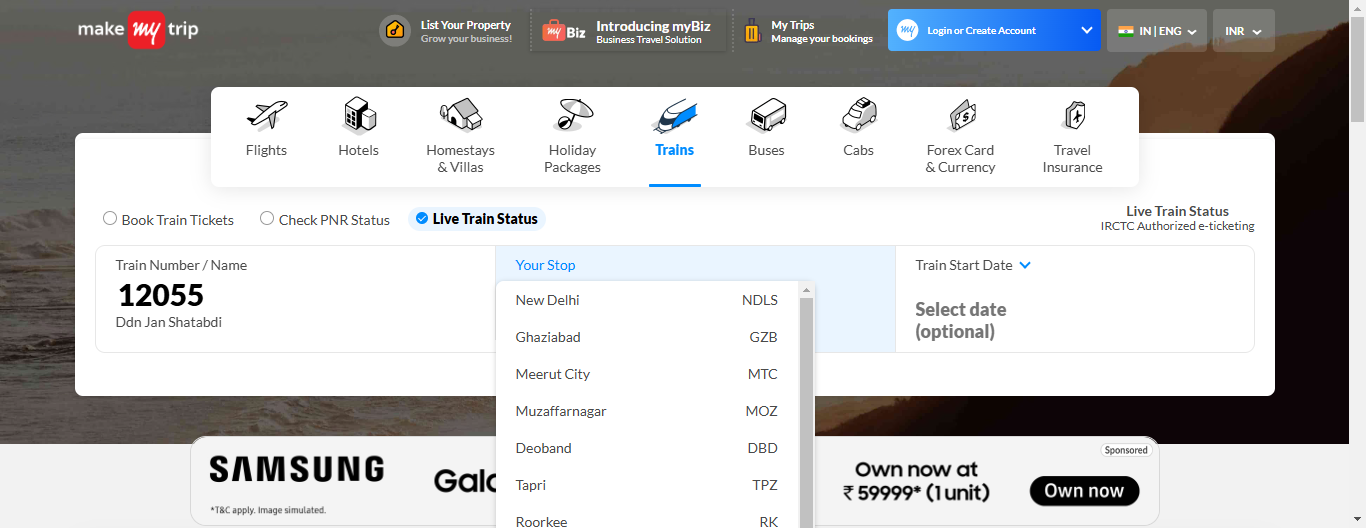 make my trip
List Your Property
Grow your business!
my Biz
Introducing myBiz
Business Travel Solution
My Trips
Manage your bookings
my
Login or Create Account
IN | ENG
INR
Flights
Hotels
Homestays
& Villas
Holiday
Packages
Trains
Buses
Cabs
Forex Card
& Currency
Travel
Insurance
Book Train Tickets
Check PNR Status
Live Train Status
Live Train Status
IRCTC Authorized e-ticketing
Train Number / Name
12055
Ddn Jan Shatabdi
Your Stop
Train Start Date
Select date
(optional)
New Delhi NDLS
Ghaziabad GZB
Meerut City MTC
Muzaffarnagar MOZ
Deoband DBD
Tapri TPZ
Roorkee RK
SAMSUNG
*T&C apply. Image simulated.
Gala
Sponsored
Own now at
₹ 59999* (1 unit)
Own now